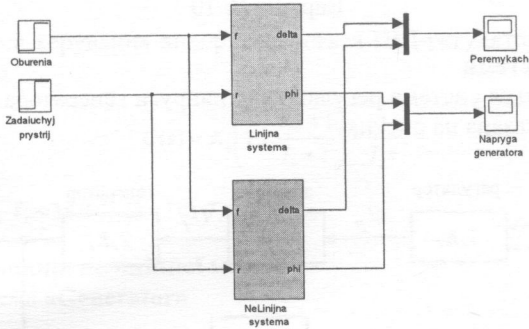 delta
f
Oburenia
Peremykach
Zadaiuchyj
prystrij
r
phi
Linijna
systema
Napryga
generatora
f
delta
r
phi
NeLinijna
systema